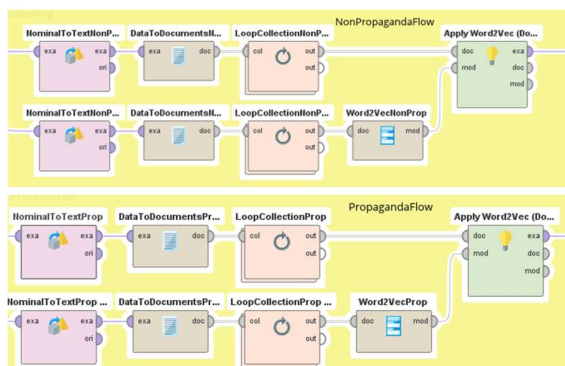 NonPropagandaFlow
NominalToTextNonP... DataToDocumentsN... LoopCollectionNonP... Apply Word2Vec (Do...
exa exa exa doc col out doc exa
ori out mod doc
mod
NominalToTextNonP... DataToDocumentsN... LoopCollectionNonP... Word2VecNonProp
exa exa exa doc col out doc mod
ori out
PropagandaFlow
NominalToTextProp DataToDocumentsPr... LoopCollectionProp Apply Word2Vec (Do...
exa exa exa doc col out doc exa
ori out mod doc
mod
NominalToTextProp ... DataToDocumentsPr... LoopCollectionProp ... Word2VecProp
exa exa exa doc col out doc mod
ori out